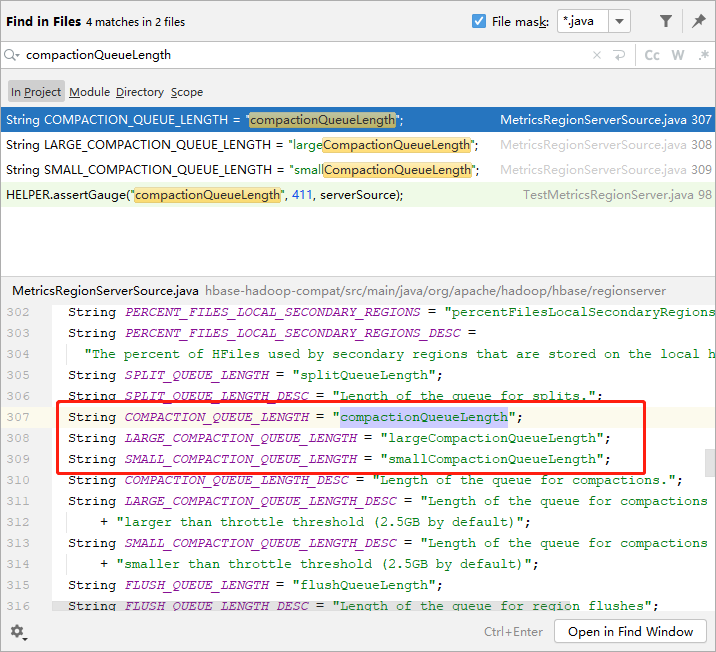 Find in Files 4 matches in 2 files File mask: *.java
compactionQueueLength Cc W .*
In Project Module Directory Scope
String COMPACTION_QUEUE_LENGTH = "compactionQueueLength"; MetricsRegionServerSource.java 307
String LARGE_COMPACTION_QUEUE_LENGTH = "largeCompactionQueueLength"; MetricsRegionServerSource.java 308
String SMALL_COMPACTION_QUEUE_LENGTH = "smallCompactionQueueLength"; MetricsRegionServerSource.java 309
HELPER.assertGauge("compactionQueueLength", 411, serverSource); TestMetricsRegionServer.java 98
MetricsRegionServerSource.java hbase-hadoop-compat/src/main/java/org/apache/hadoop/hbase/regionserver
302 String PERCENT_FILES_LOCAL_SECONDARY_REGIONS = "percentFilesLocalSecondaryRegions
303 String PERCENT_FILES_LOCAL_SECONDARY_REGIONS_DESC =
304 "The percent of HFiles used by secondary regions that are stored on the local h
305 String SPLIT_QUEUE_LENGTH = "splitQueueLength";
306 String SPLIT_QUEUE_LENGTH_DESC = "Length of the queue for splits.";
307 String COMPACTION_QUEUE_LENGTH = "compactionQueueLength";
308 String LARGE_COMPACTION_QUEUE_LENGTH = "largeCompactionQueueLength";
309 String SMALL_COMPACTION_QUEUE_LENGTH = "smallCompactionQueueLength";
310 String COMPACTION_QUEUE_LENGTH_DESC = "Length of the queue for compactions.";
311 String LARGE_COMPACTION_QUEUE_LENGTH_DESC = "Length of the queue for compactions
312 + "larger than throttle threshold (2.5GB by default)";
313 String SMALL_COMPACTION_QUEUE_LENGTH_DESC = "Length of the queue for compactions
314 + "smaller than throttle threshold (2.5GB by default)";
315 String FLUSH_QUEUE_LENGTH = "flushQueueLength";
316 String FLUSH_QUEUE_LENGTH_DESC = "Length of the queue for region flushes";
Ctrl+Enter Open in Find Window